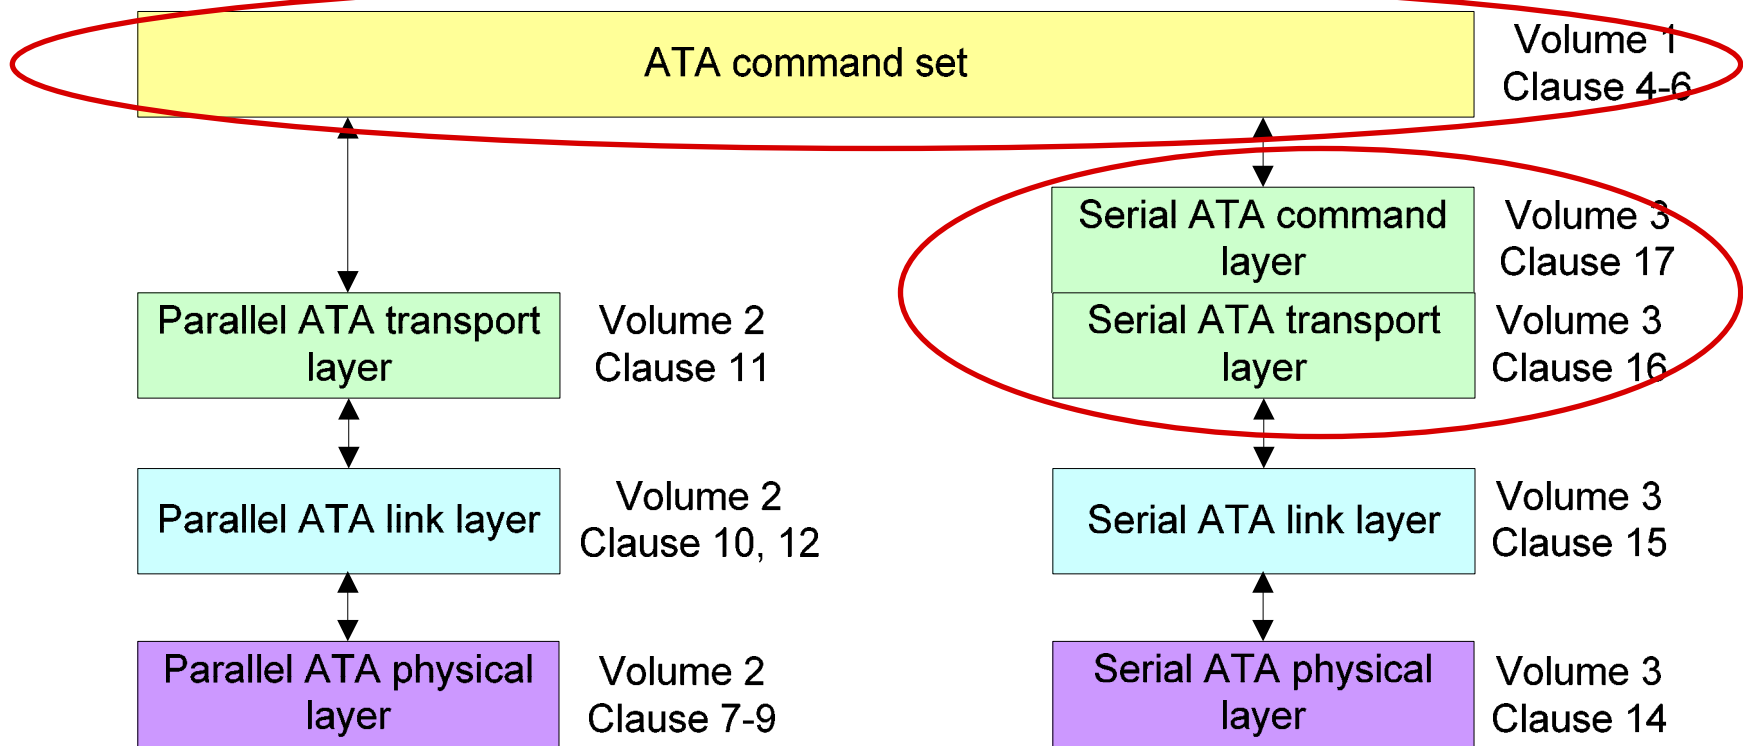 ATA command set
Volume 1
Clause 4-6
Serial ATA command
layer
Volume 3
Clause 17
Parallel ATA transport
layer
Volume 2
Clause 11
Serial ATA transport
layer
Volume 3
Clause 16
Parallel ATA link layer
Volume 2
Clause 10, 12
Serial ATA link layer
Volume 3
Clause 15
Parallel ATA physical
layer
Volume 2
Clause 7-9
Serial ATA physical
layer
Volume 3
Clause 14